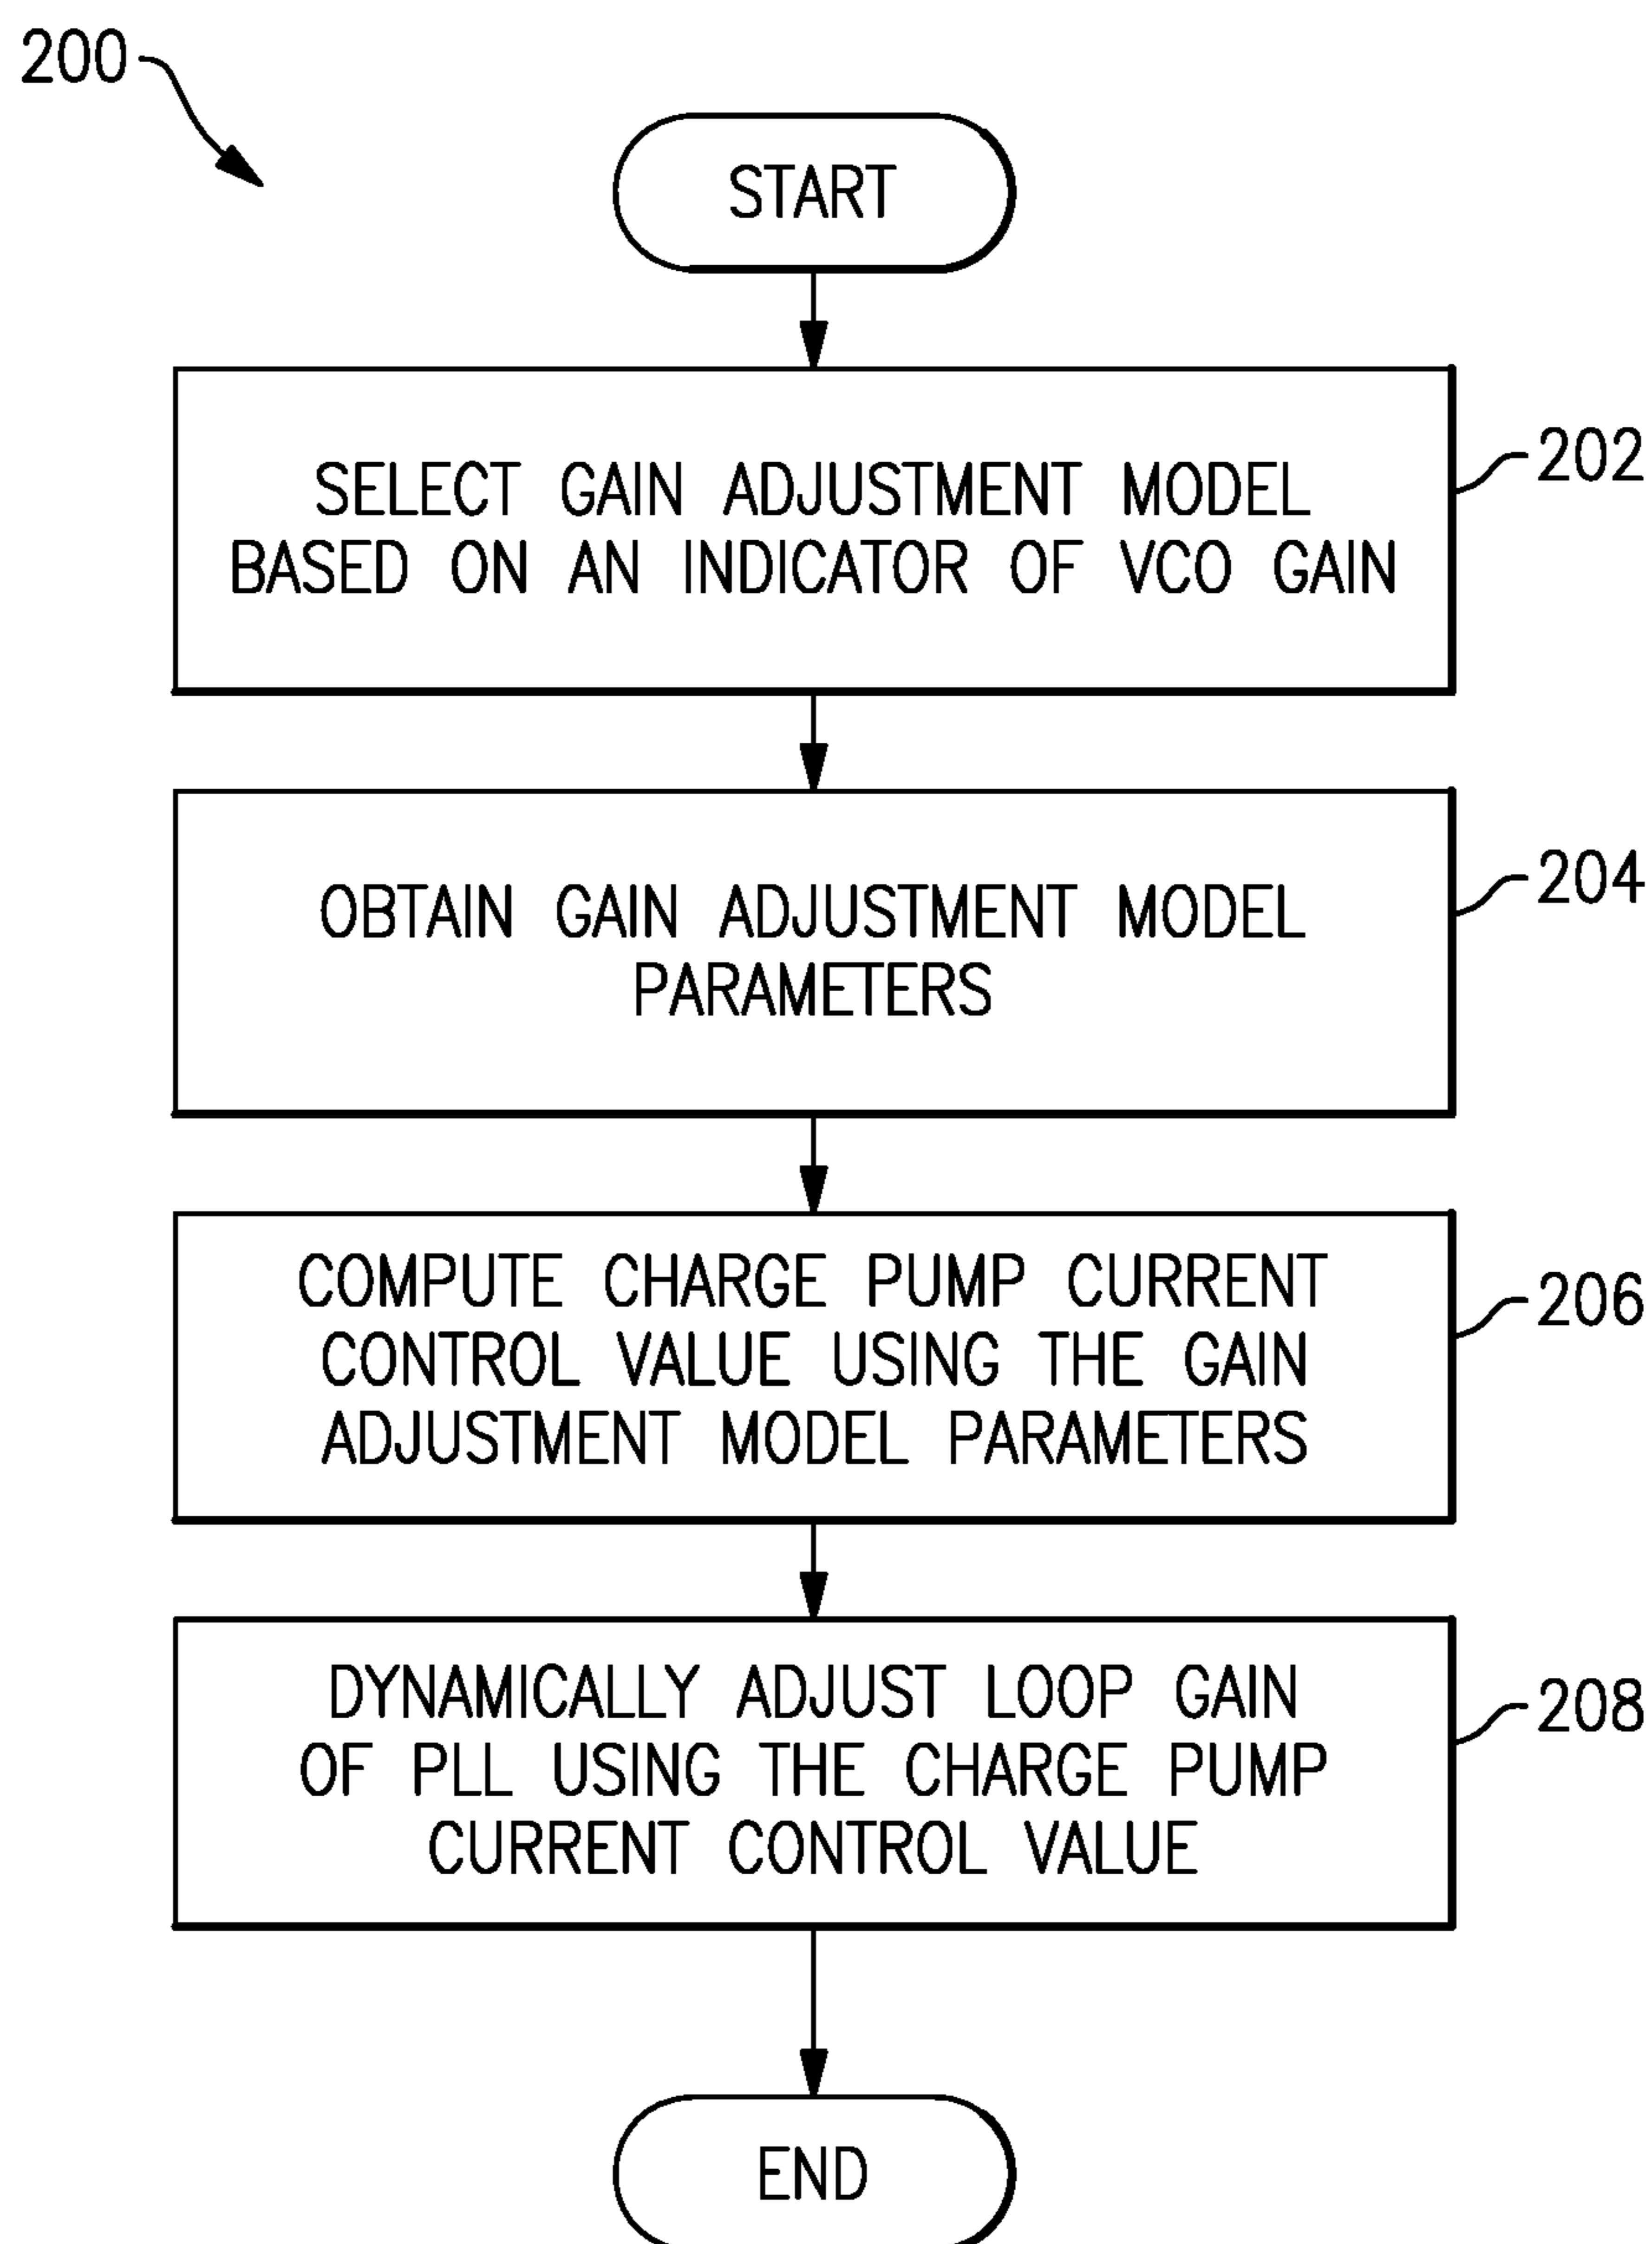 200
START
SELECT GAIN ADJUSTMENT MODEL
BASED ON AN INDICATOR OF VCO GAIN
202
OBTAIN GAIN ADJUSTMENT MODEL
PARAMETERS
204
COMPUTE CHARGE PUMP CURRENT
CONTROL VALUE USING THE GAIN
ADJUSTMENT MODEL PARAMETERS
206
DYNAMICALLY ADJUST LOOP GAIN
OF PLL USING THE CHARGE PUMP
CURRENT CONTROL VALUE
208
END